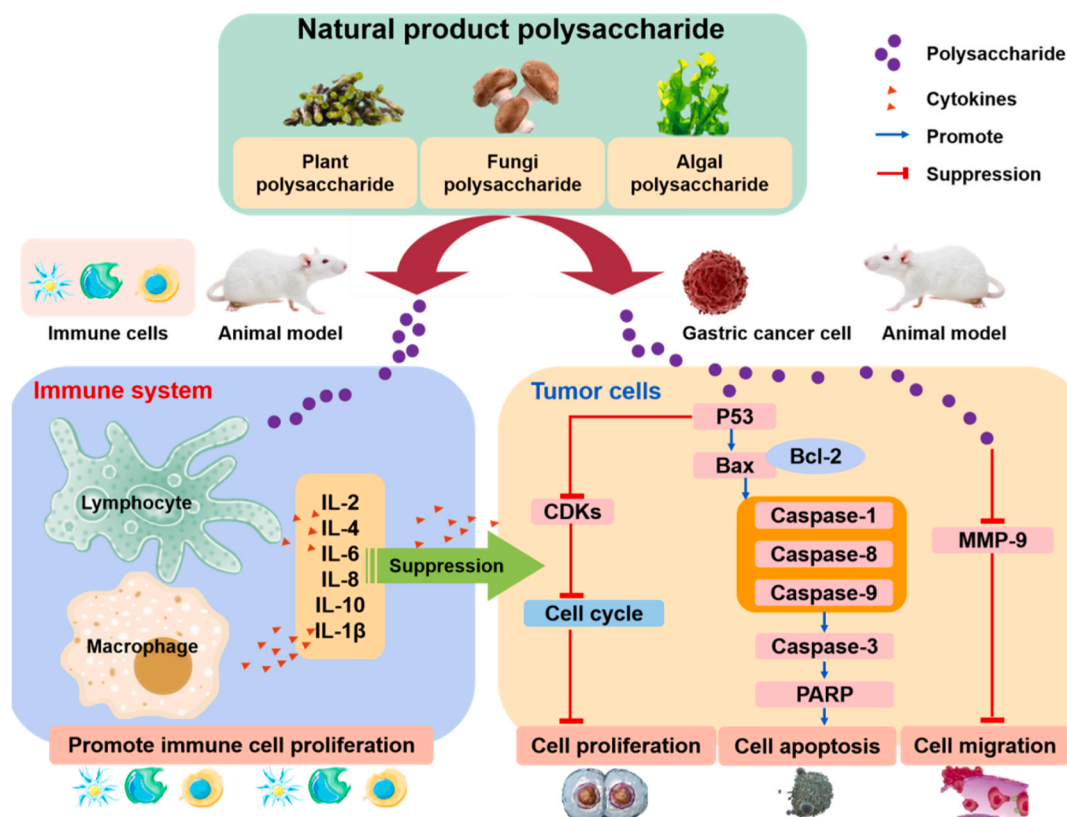 Natural product polysaccharide
Plant
polysaccharide
Fungi
polysaccharide
Algal
polysaccharide
Polysaccharide
Cytokines
Promote
Suppression
Immune cells
Animal model
Gastric cancer cell
Animal model
Immune system
Lymphocyte
Macrophage
IL-2
IL-4
IL-6
IL-8
IL-10
IL-1β
Suppression
Promote immune cell proliferation
Tumor cells
P53
Bax
Bcl-2
CDKs
Caspase-1
Caspase-8
Caspase-9
MMP-9
Cell cycle
Caspase-3
PARP
Cell proliferation
Cell apoptosis
Cell migration